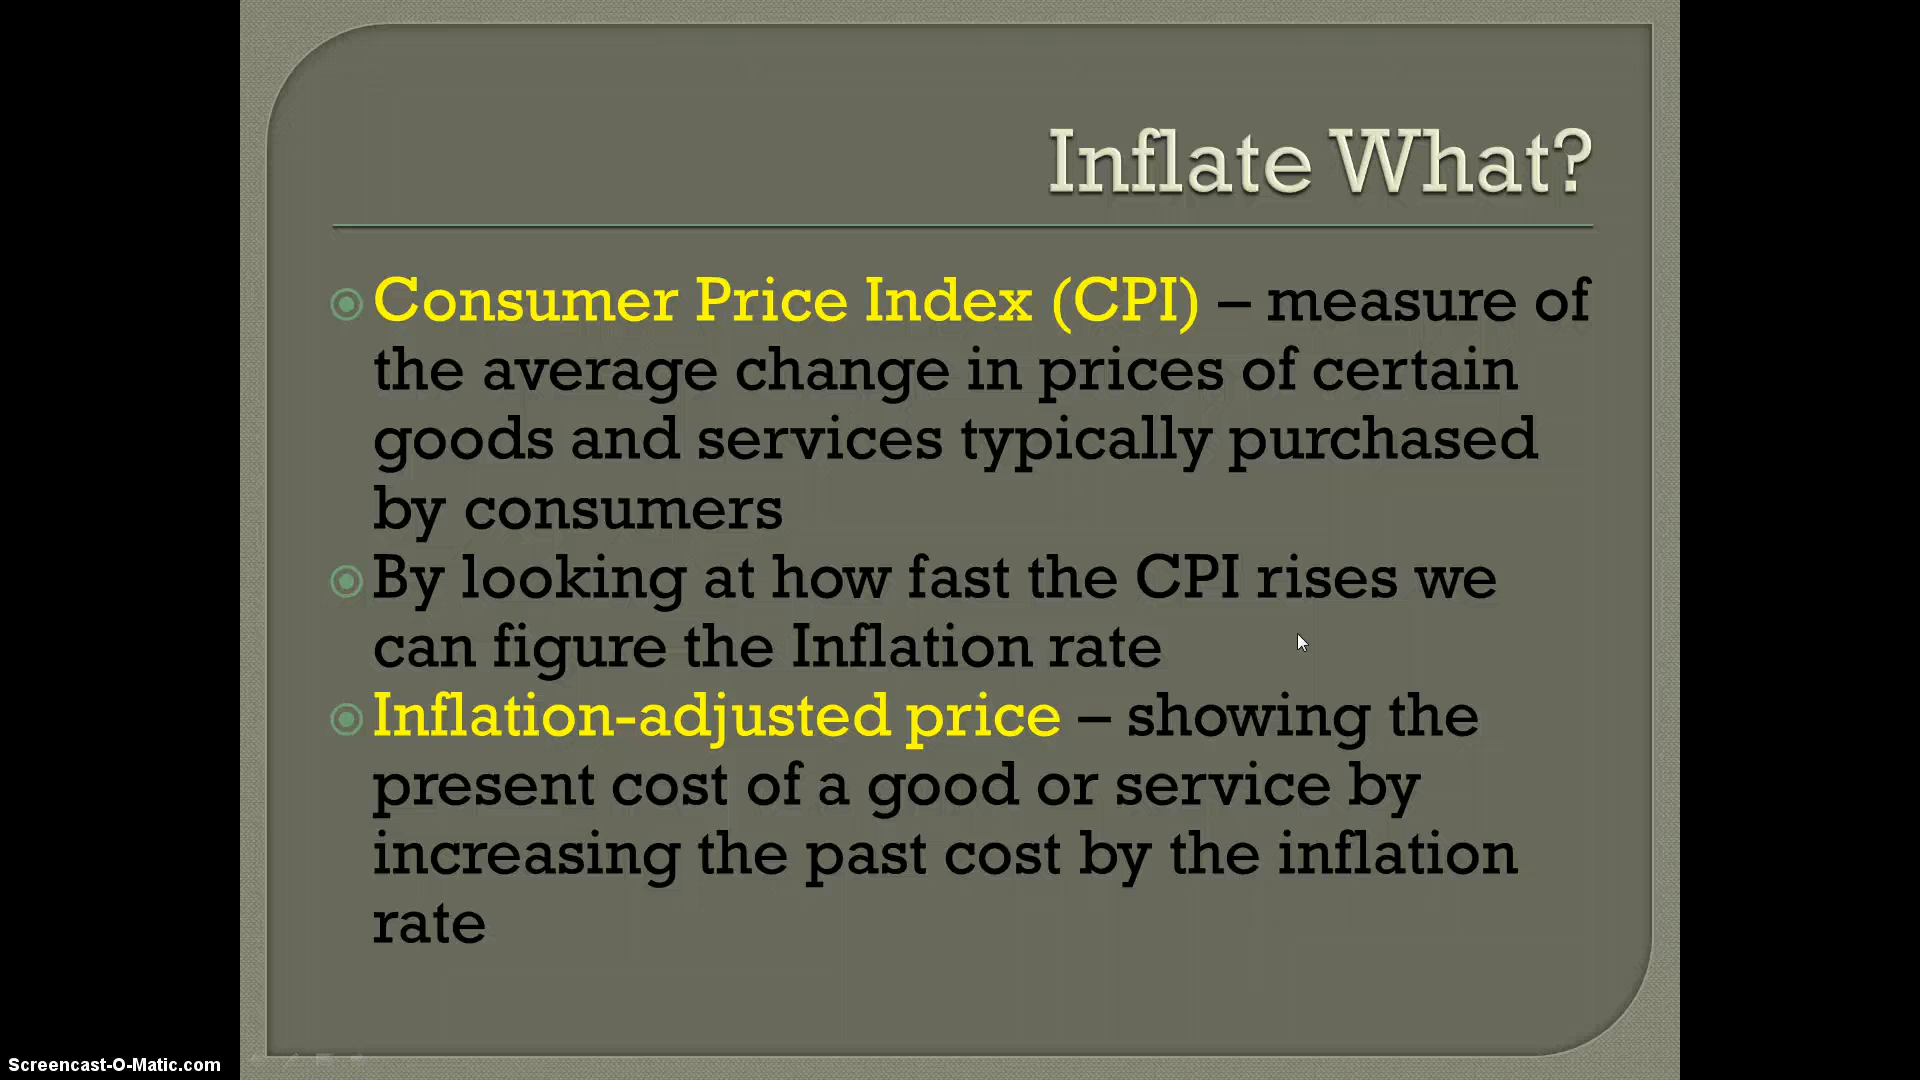 Inflate What?
Consumer Price Index (CPI) – measure of
the average change in prices of certain
goods and services typically purchased
by consumers
By looking at how fast the CPI rises we
can figure the Inflation rate
Inflation-adjusted price – showing the
present cost of a good or service by
increasing the past cost by the inflation
rate
Screencast-O-Matic.com